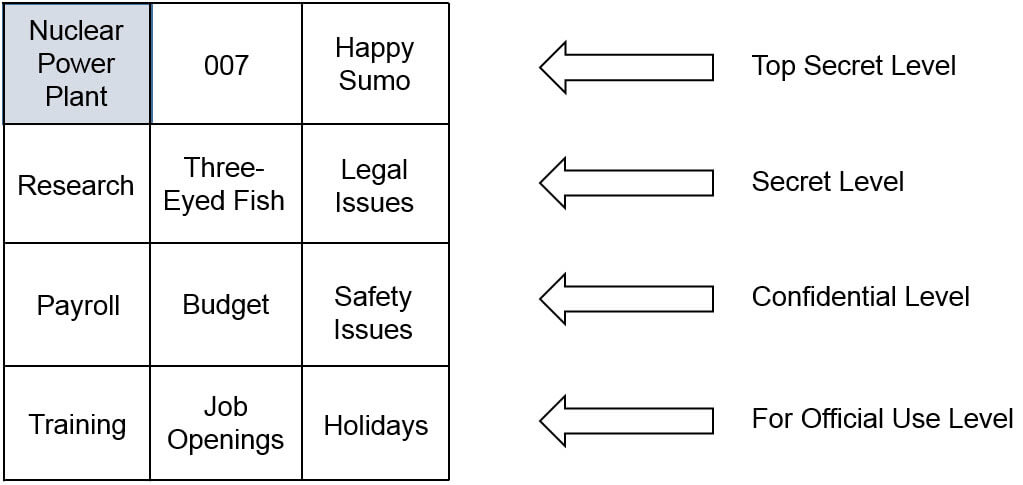 Nuclear
Power
Plant
007
Happy
Sumo
Top Secret Level
Research
Three-
Eyed Fish
Legal
Issues
Secret Level
Payroll
Budget
Safety
Issues
Confidential Level
Training
Job
Openings
Holidays
For Official Use Level